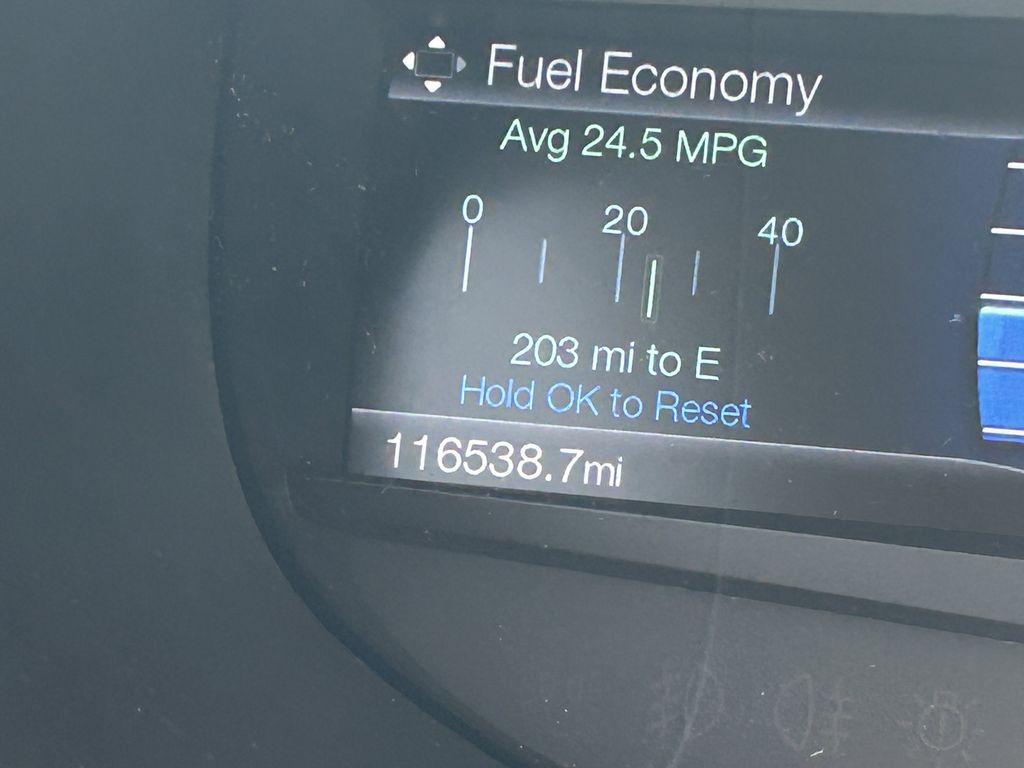 Fuel Economy
Avg 24.5 MPG
0 20 40
203 mi to E
Hold OK to Reset
116538.7mi